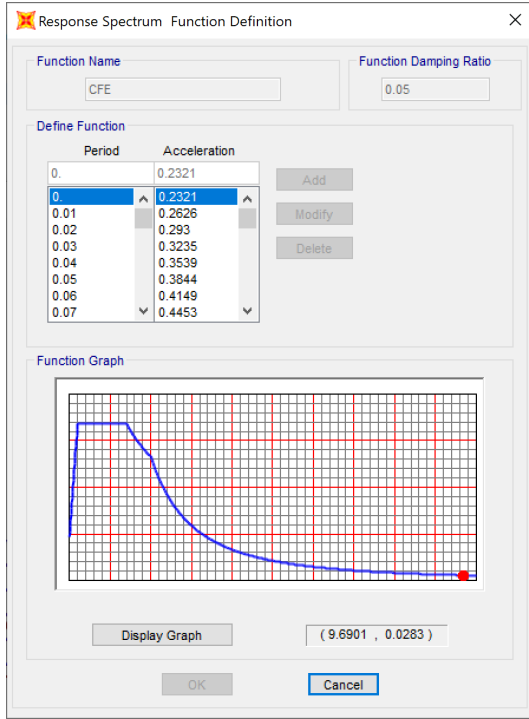 Response Spectrum Function Definition
Function Name
Function Damping Ratio
CFE
0.05
Define Function
Period Acceleration
0. 0.2321
Add
0. 0.2321
0.01 0.2626
Modify
0.02 0.293
0.03 0.3235
Delete
0.04 0.3539
0.05 0.3844
0.06 0.4149
0.07 0.4453
Function Graph
Display Graph
( 9.6901 , 0.0283 )
OK
Cancel